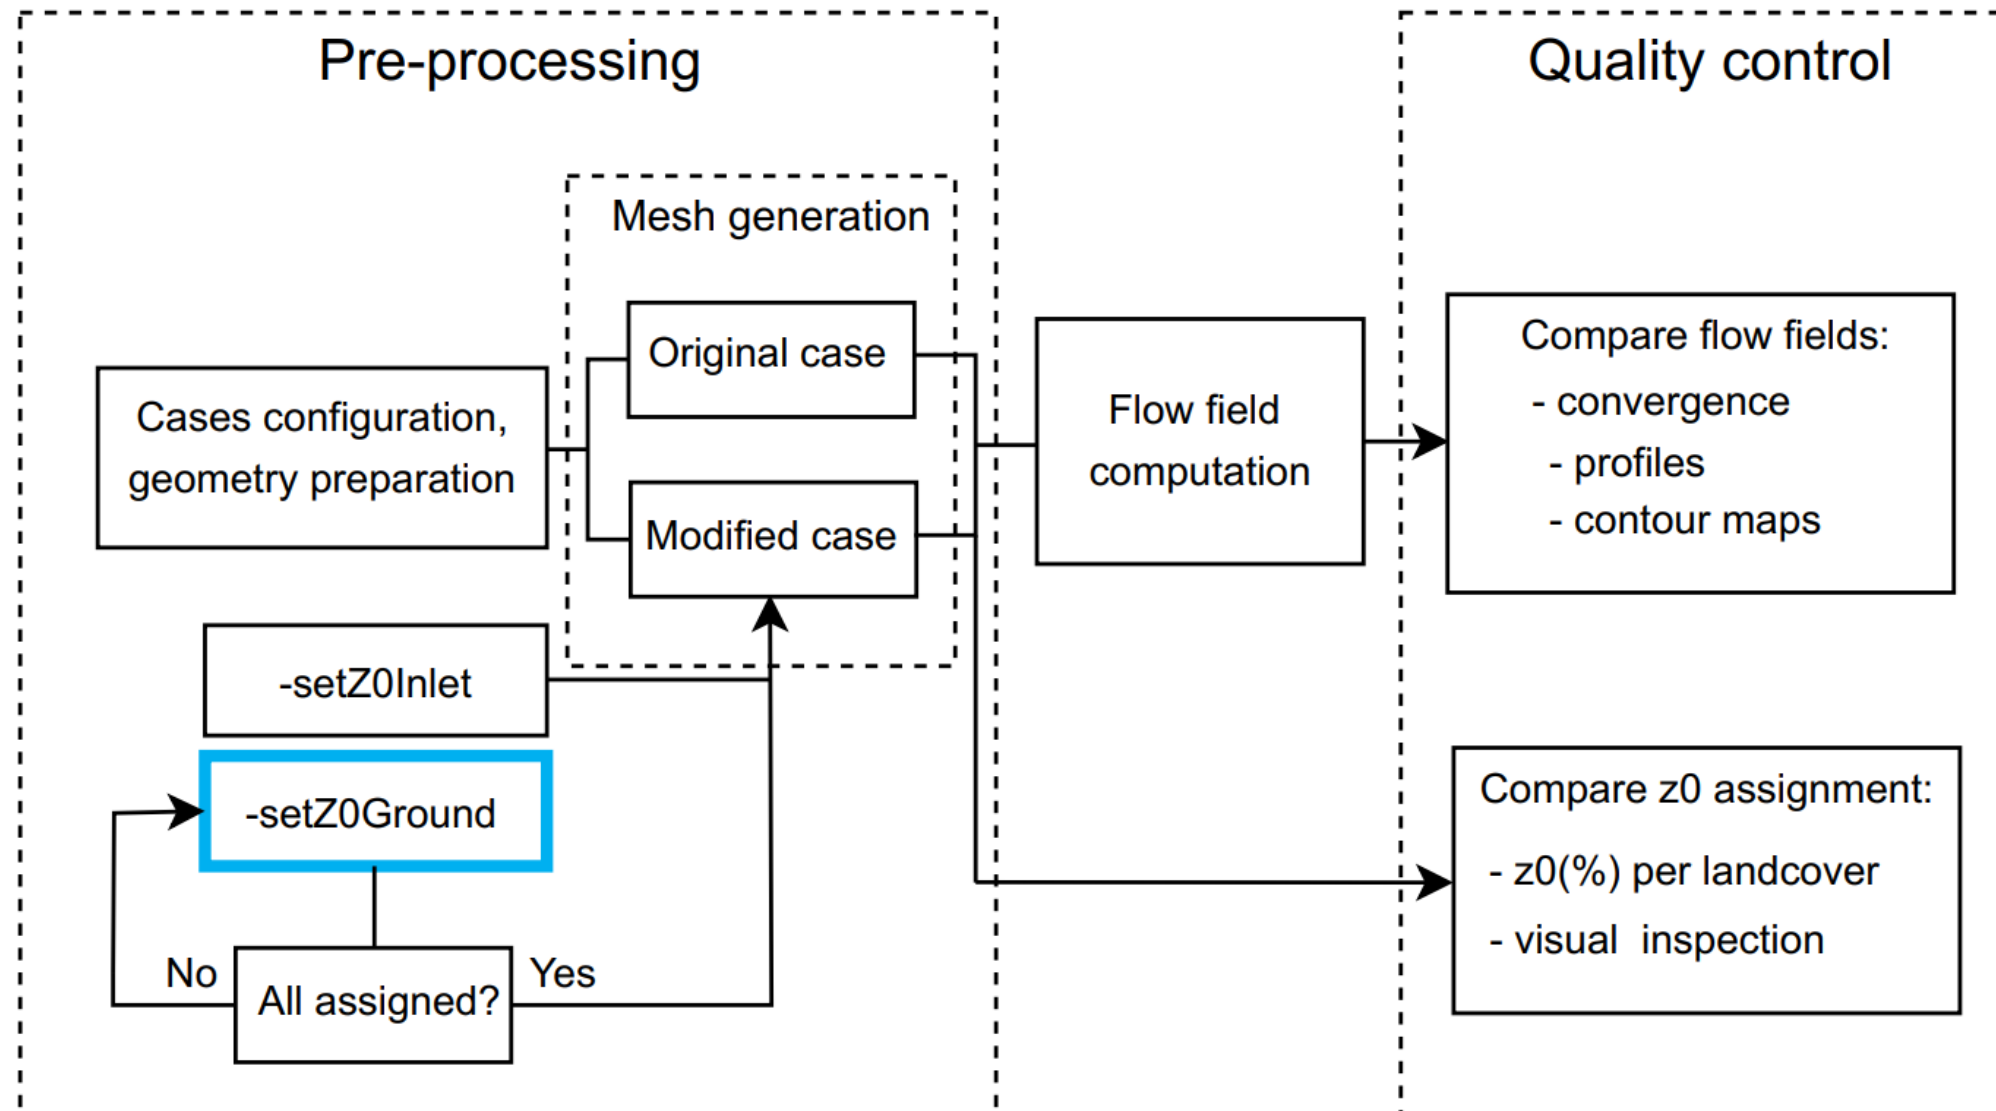 Pre-processing
Quality control
Mesh generation
Original case
Modified case
Cases configuration,
geometry preparation
-setZ0Inlet
-setZ0Ground
No
All assigned?
Yes
Flow field
computation
Compare flow fields:
- convergence
- profiles
- contour maps
Compare z0 assignment:
- z0(%) per landcover
- visual inspection